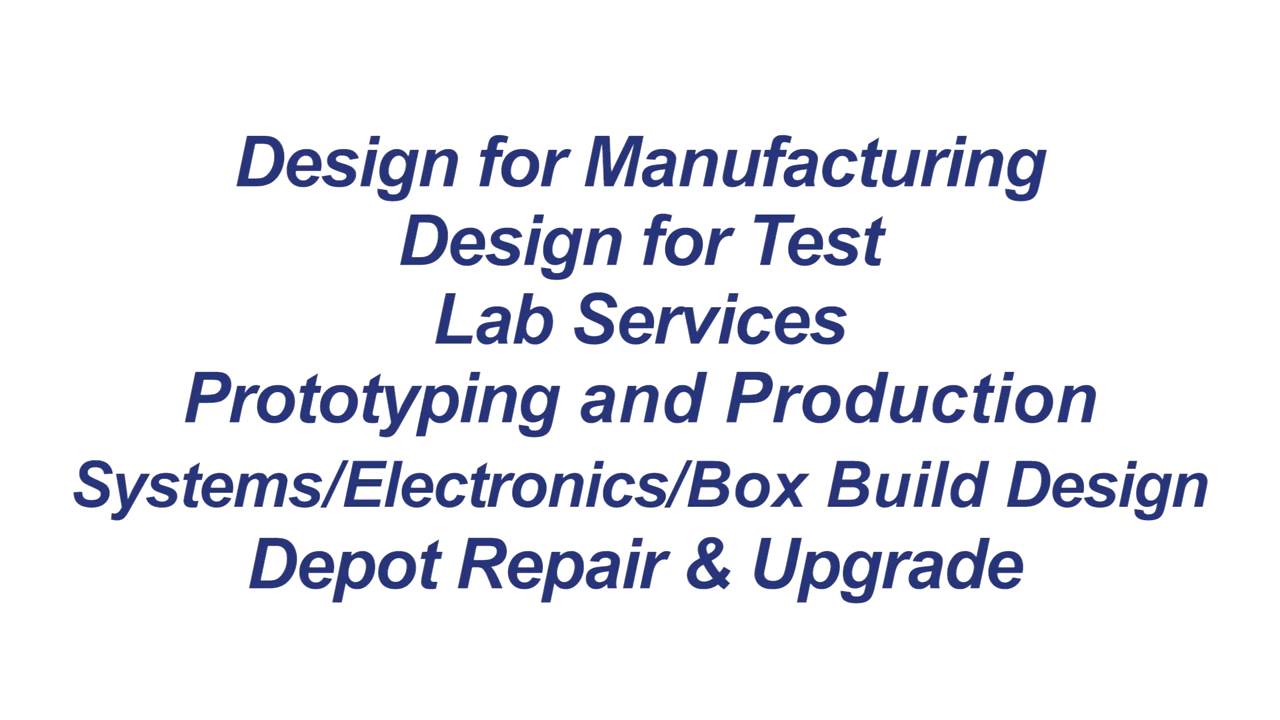 Design for Manufacturing
Design for Test
Lab Services
Prototyping and Production
Systems/Electronics/Box Build Design
Depot Repair & Upgrade